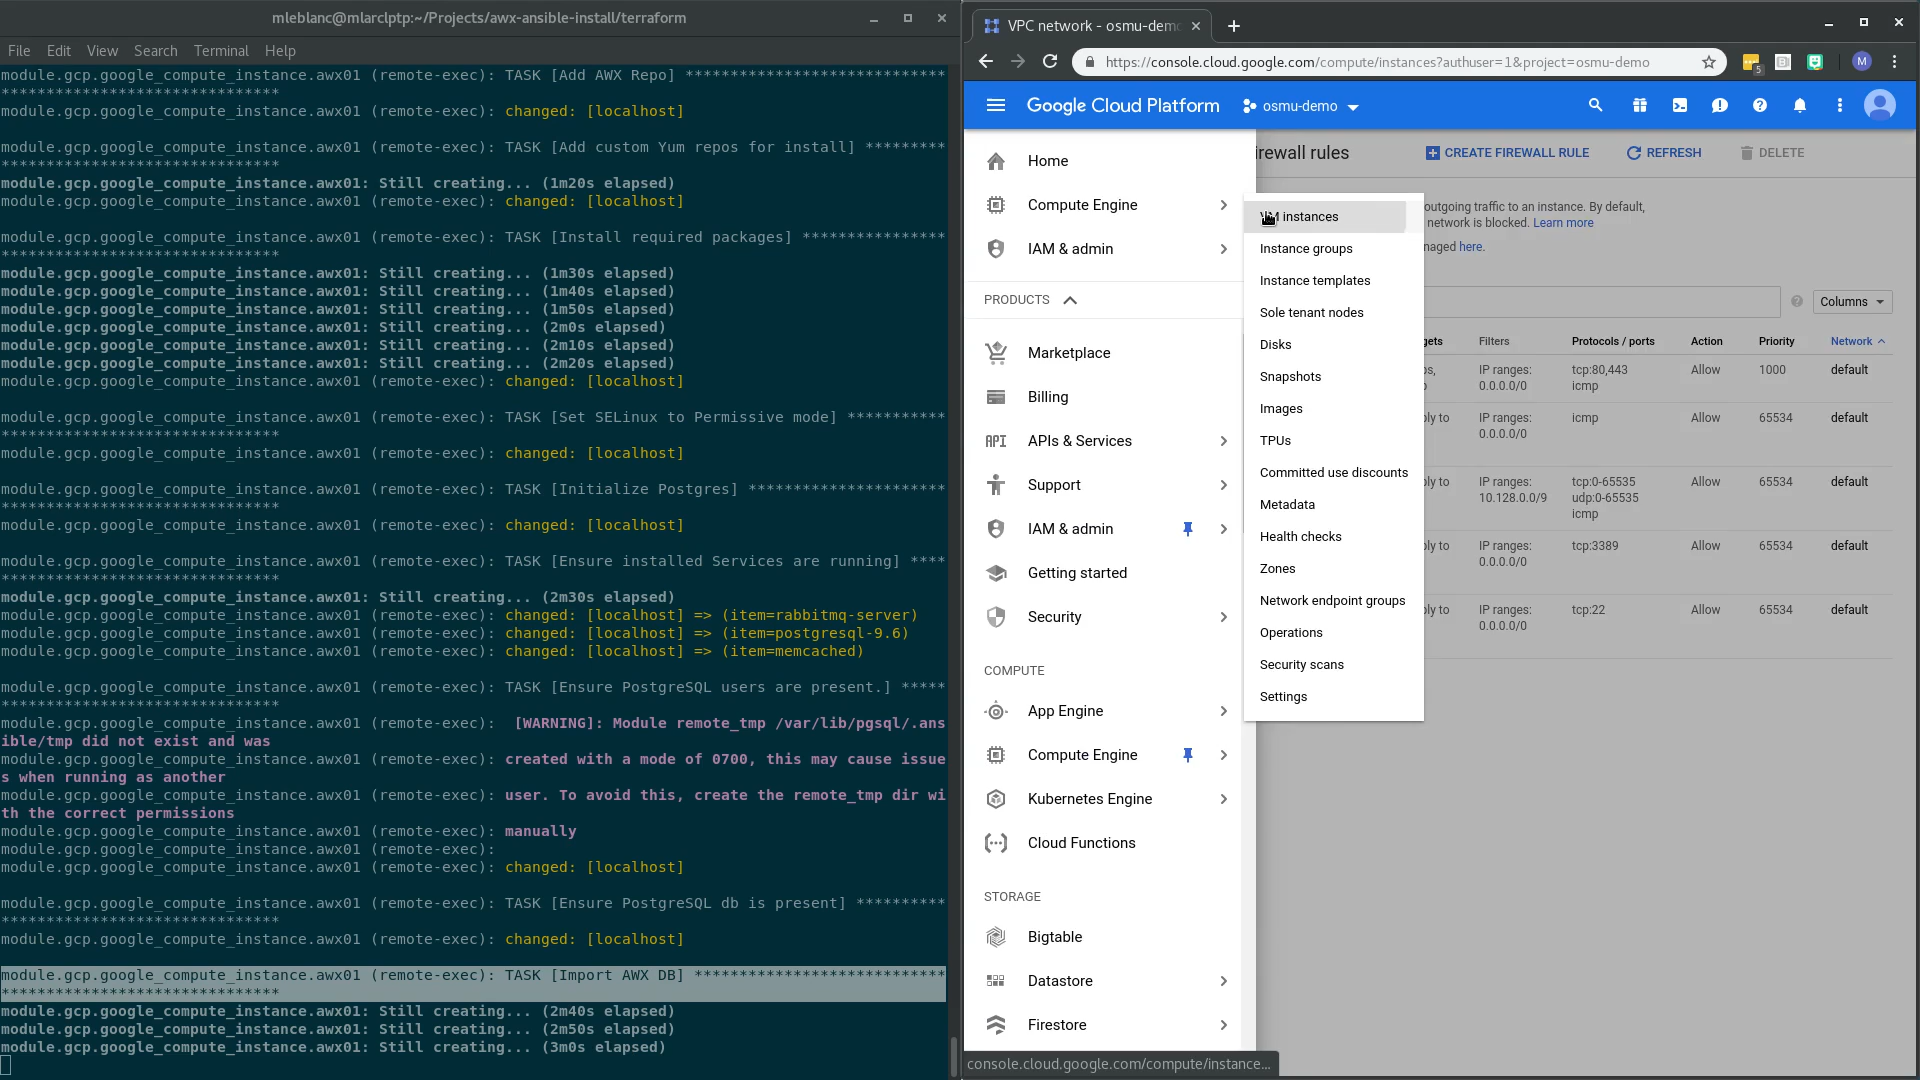 mleblanc@mlarclptp:~/Projects/awx-ansible-install/terraform
File Edit View Search Terminal Help
module.gcp.google_compute_instance.awx01 (remote-exec): TASK [Add AWX Repo] ****************************
*******************************
module.gcp.google_compute_instance.awx01 (remote-exec): changed: [localhost]
module.gcp.google_compute_instance.awx01 (remote-exec): TASK [Add custom Yum repos for install] *********
*******************************
module.gcp.google_compute_instance.awx01: Still creating... (1m20s elapsed)
module.gcp.google_compute_instance.awx01 (remote-exec): changed: [localhost]
module.gcp.google_compute_instance.awx01 (remote-exec): TASK [Install required packages] ****************
*******************************
module.gcp.google_compute_instance.awx01: Still creating... (1m30s elapsed)
module.gcp.google_compute_instance.awx01: Still creating... (1m40s elapsed)
module.gcp.google_compute_instance.awx01: Still creating... (1m50s elapsed)
module.gcp.google_compute_instance.awx01: Still creating... (2m0s elapsed)
module.gcp.google_compute_instance.awx01: Still creating... (2m10s elapsed)
module.gcp.google_compute_instance.awx01: Still creating... (2m20s elapsed)
module.gcp.google_compute_instance.awx01 (remote-exec): changed: [localhost]
module.gcp.google_compute_instance.awx01 (remote-exec): TASK [Set SELinux to Permissive mode] ***********
*******************************
module.gcp.google_compute_instance.awx01 (remote-exec): changed: [localhost]
module.gcp.google_compute_instance.awx01 (remote-exec): TASK [Initialize Postgres] **********************
*******************************
module.gcp.google_compute_instance.awx01 (remote-exec): changed: [localhost]
module.gcp.google_compute_instance.awx01 (remote-exec): TASK [Ensure installed Services are running] ****
*******************************
module.gcp.google_compute_instance.awx01: Still creating... (2m30s elapsed)
module.gcp.google_compute_instance.awx01 (remote-exec): changed: [localhost] => (item=rabbitmq-server)
module.gcp.google_compute_instance.awx01 (remote-exec): changed: [localhost] => (item=postgresql-9.6)
module.gcp.google_compute_instance.awx01 (remote-exec): changed: [localhost] => (item=memcached)
module.gcp.google_compute_instance.awx01 (remote-exec): TASK [Ensure PostgreSQL users are present.] *****
*******************************
module.gcp.google_compute_instance.awx01 (remote-exec):  [WARNING]: Module remote_tmp /var/lib/pgsql/.ans
ible/tmp did not exist and was
module.gcp.google_compute_instance.awx01 (remote-exec): created with a mode of 0700, this may cause issue
s when running as another
module.gcp.google_compute_instance.awx01 (remote-exec): user. To avoid this, create the remote_tmp dir wi
th the correct permissions
module.gcp.google_compute_instance.awx01 (remote-exec): manually
module.gcp.google_compute_instance.awx01 (remote-exec):
module.gcp.google_compute_instance.awx01 (remote-exec): changed: [localhost]
module.gcp.google_compute_instance.awx01 (remote-exec): TASK [Ensure PostgreSQL db is present] **********
*******************************
module.gcp.google_compute_instance.awx01 (remote-exec): changed: [localhost]
module.gcp.google_compute_instance.awx01 (remote-exec): TASK [Import AWX DB] ****************************
*******************************
module.gcp.google_compute_instance.awx01: Still creating... (2m40s elapsed)
module.gcp.google_compute_instance.awx01: Still creating... (2m50s elapsed)
module.gcp.google_compute_instance.awx01: Still creating... (3m0s elapsed)
VPC network - osmu-demo
https://console.cloud.google.com/compute/instances?authuser=1&project=osmu-demo
5
M
Google Cloud Platform
osmu-demo
Home
Compute Engine
IAM & admin
PRODUCTS
Marketplace
Billing
API
APIs & Services
Support
IAM & admin
Getting started
Security
COMPUTE
App Engine
Compute Engine
Kubernetes Engine
Cloud Functions
STORAGE
Bigtable
Datastore
Firestore
console.cloud.google.com/compute/instance...
VM instances
Instance groups
Instance templates
Sole tenant nodes
Disks
Snapshots
Images
TPUs
Committed use discounts
Metadata
Health checks
Zones
Network endpoint groups
Operations
Security scans
Settings
irewall rules
CREATE FIREWALL RULE
REFRESH
DELETE
outgoing traffic to an instance. By default,
network is blocked. Learn more
naged here.
Columns
gets Filters Protocols / ports Action Priority Network
ps, IP ranges: tcp:80,443 Allow 1000 default
0.0.0.0/0 icmp
ply to IP ranges: icmp Allow 65534 default
0.0.0.0/0
ply to IP ranges: tcp:0-65535 Allow 65534 default
10.128.0.0/9 udp:0-65535
icmp
ply to IP ranges: tcp:3389 Allow 65534 default
0.0.0.0/0
ply to IP ranges: tcp:22 Allow 65534 default
0.0.0.0/0